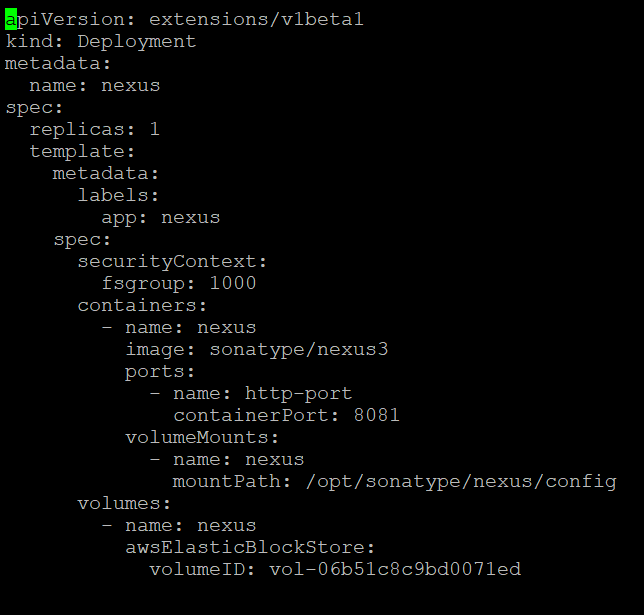 apiVersion: extensions/v1beta1
kind: Deployment
metadata:
  name: nexus
spec:
  replicas: 1
  template:
    metadata:
      labels:
        app: nexus
    spec:
      securityContext:
        fsgroup: 1000
      containers:
        - name: nexus
          image: sonatype/nexus3
          ports:
            - name: http-port
              containerPort: 8081
          volumeMounts:
            - name: nexus
              mountPath: /opt/sonatype/nexus/config
      volumes:
        - name: nexus
          awsElasticBlockStore:
            volumeID: vol-06b51c8c9bd0071ed